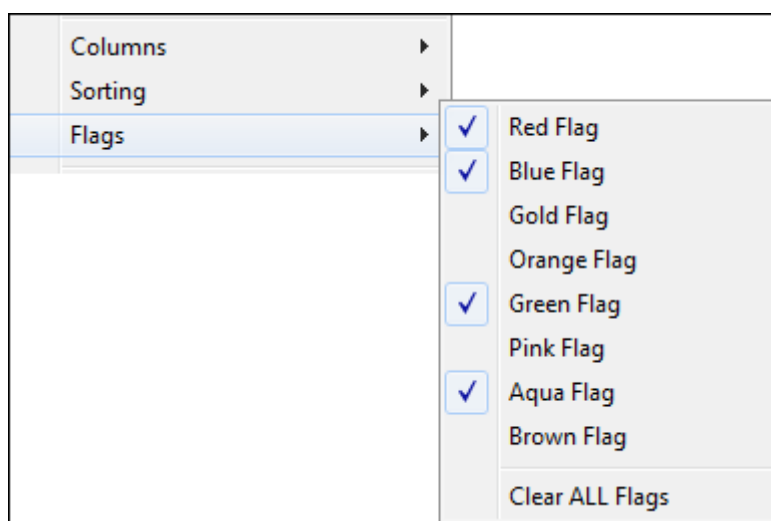 Columns
Sorting
Flags
Red Flag
Blue Flag
Gold Flag
Orange Flag
Green Flag
Pink Flag
Aqua Flag
Brown Flag
Clear ALL Flags